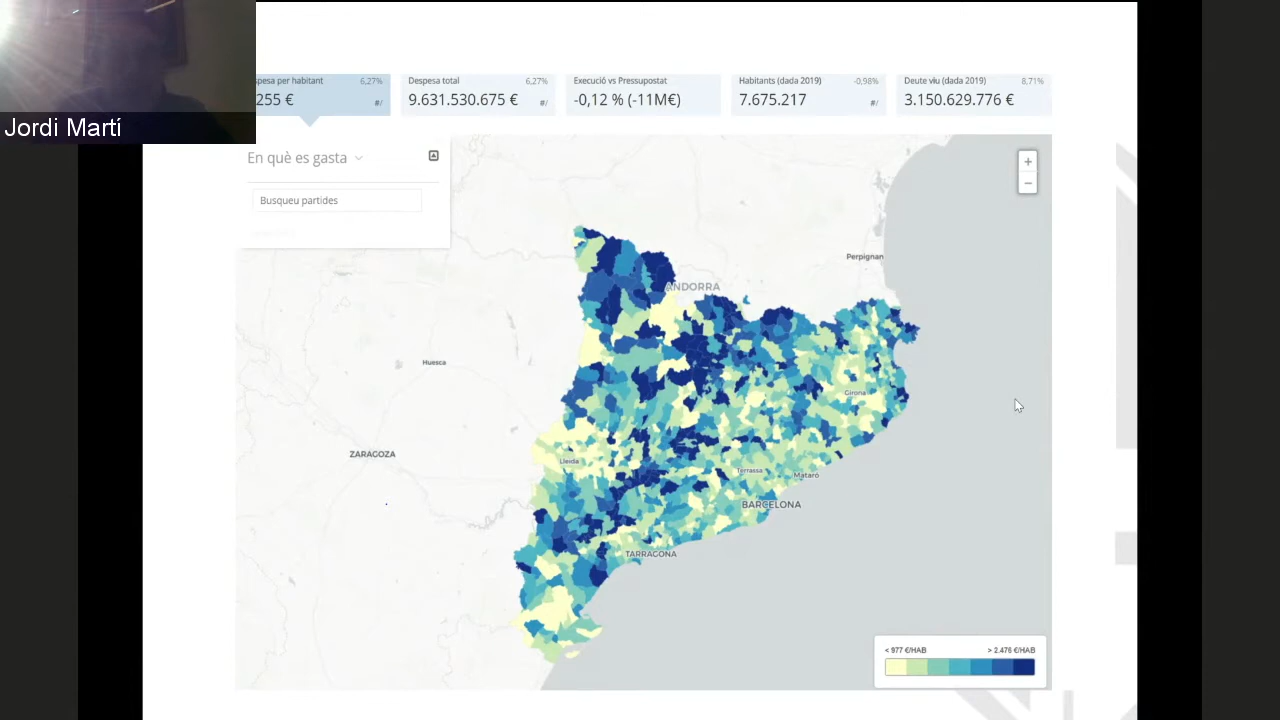 spesa per habitant 6,27%
255 € #/
Despesa total 6,27%
9.631.530.675 € #/
Execució vs Pressupostat
-0,12 % (-11M€)
Habitants (dada 2019) -0,98%
7.675.217 #/
Deute viu (dada 2019) 8,71%
3.150.629.776 €
Jordi Martí
En què es gasta
Busqueu partides
+
−
Perpignan
ANDORRA
Huesca
Girona
ZARAGOZA
Lleida
Terrassa
Mataró
BARCELONA
TARRAGONA
< 977 €/HAB > 2.476 €/HAB